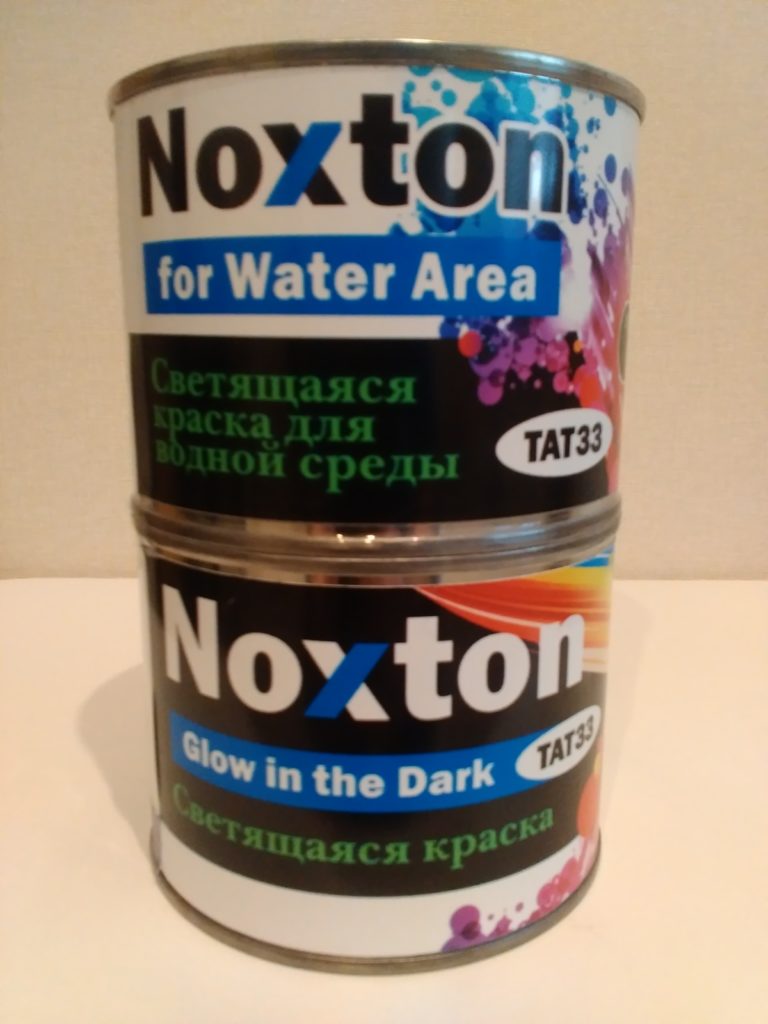 Noxton
for Water Area
Светящаяся
краска для
водной среды
TAT33
Noxton
Glow in the Dark
TAT33
Светящаяся краска